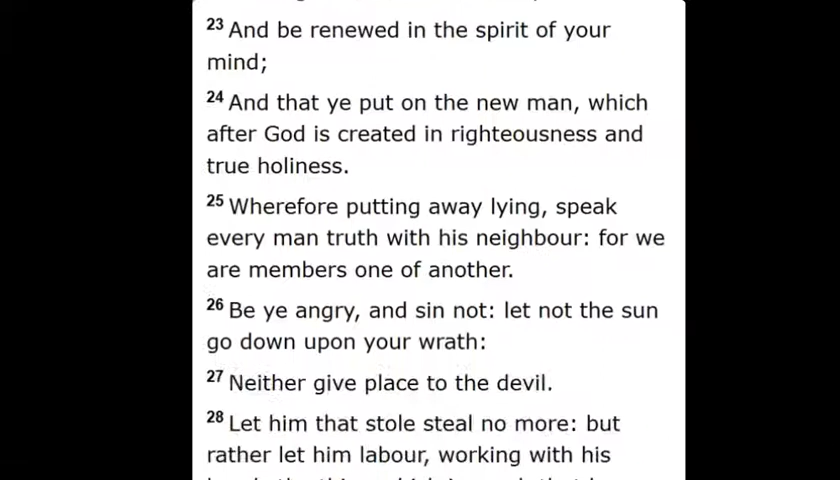 23 And be renewed in the spirit of your
mind;
24 And that ye put on the new man, which
after God is created in righteousness and
true holiness.
25 Wherefore putting away lying, speak
every man truth with his neighbour: for we
are members one of another.
26 Be ye angry, and sin not: let not the sun
go down upon your wrath:
27 Neither give place to the devil.
28 Let him that stole steal no more: but
rather let him labour, working with his